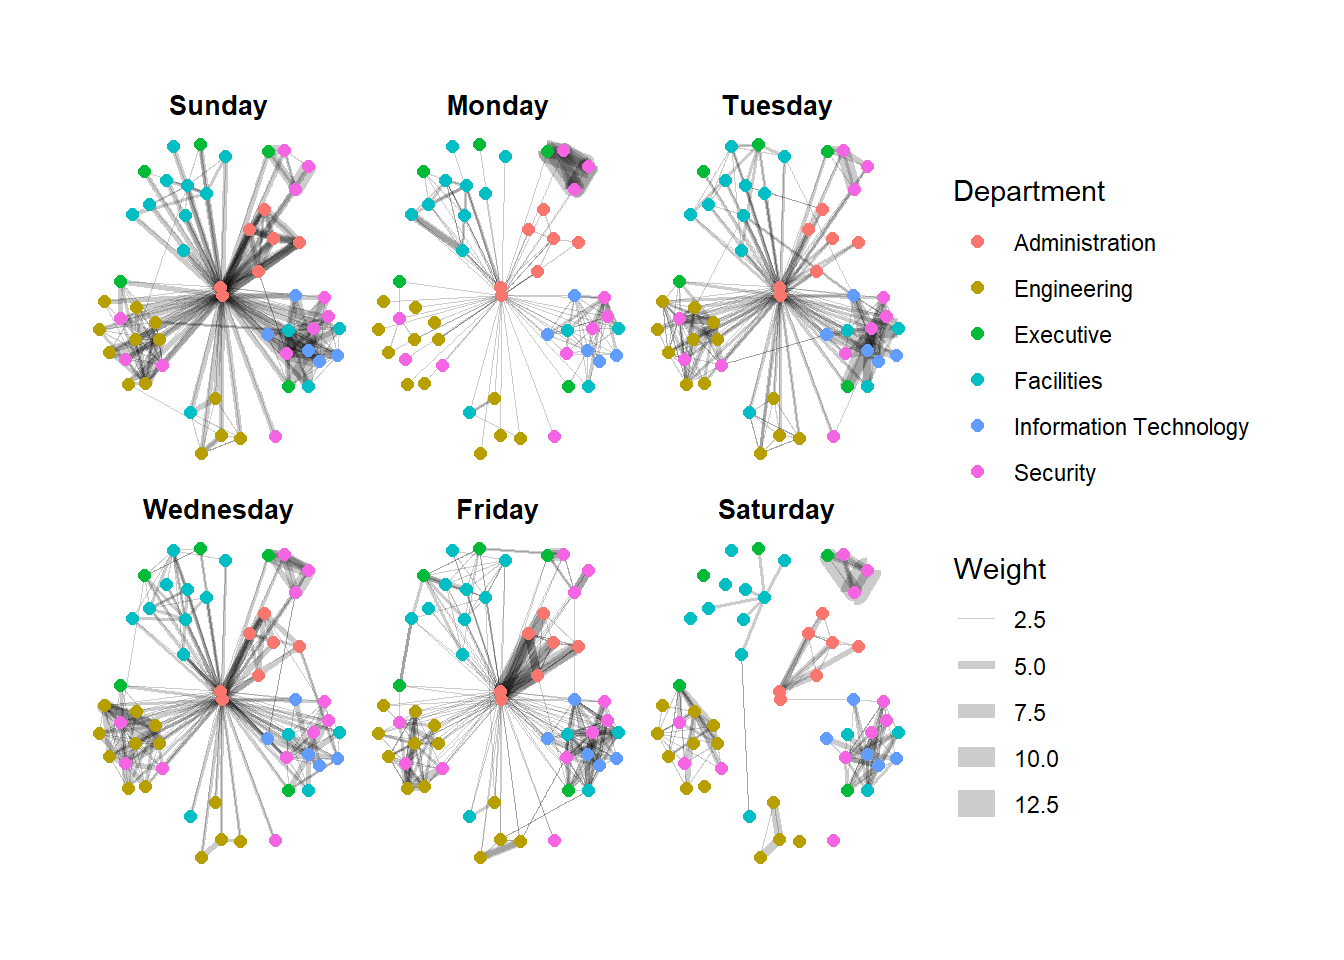 Sunday
Monday
Tuesday
Wednesday
Friday
Saturday
Department
Administration
Engineering
Executive
Facilities
Information Technology
Security
Weight
2.5
5.0
7.5
10.0
12.5